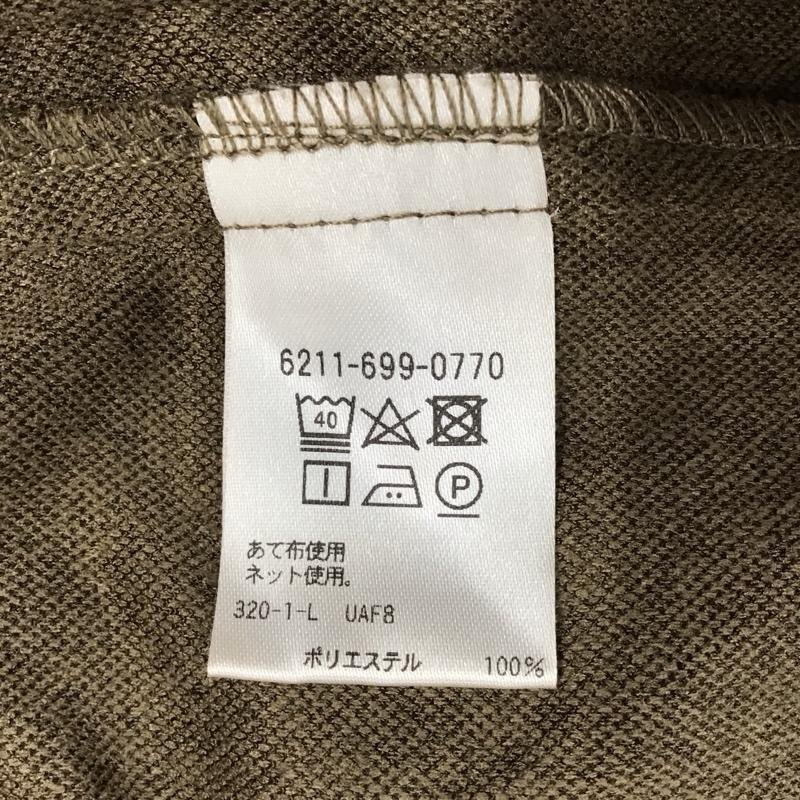 6211-699-0770
40
P
あて布使用
ネット使用。
320-1-L UAF8
ポリエステル 100%